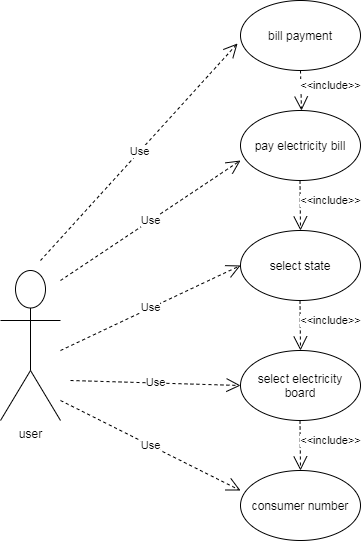 bill payment
<<include>>
Use
pay electricity bill
<<include>>
Use
select state
Use
<<include>>
select electricity
board
Use
user
<<include>>
Use
consumer number